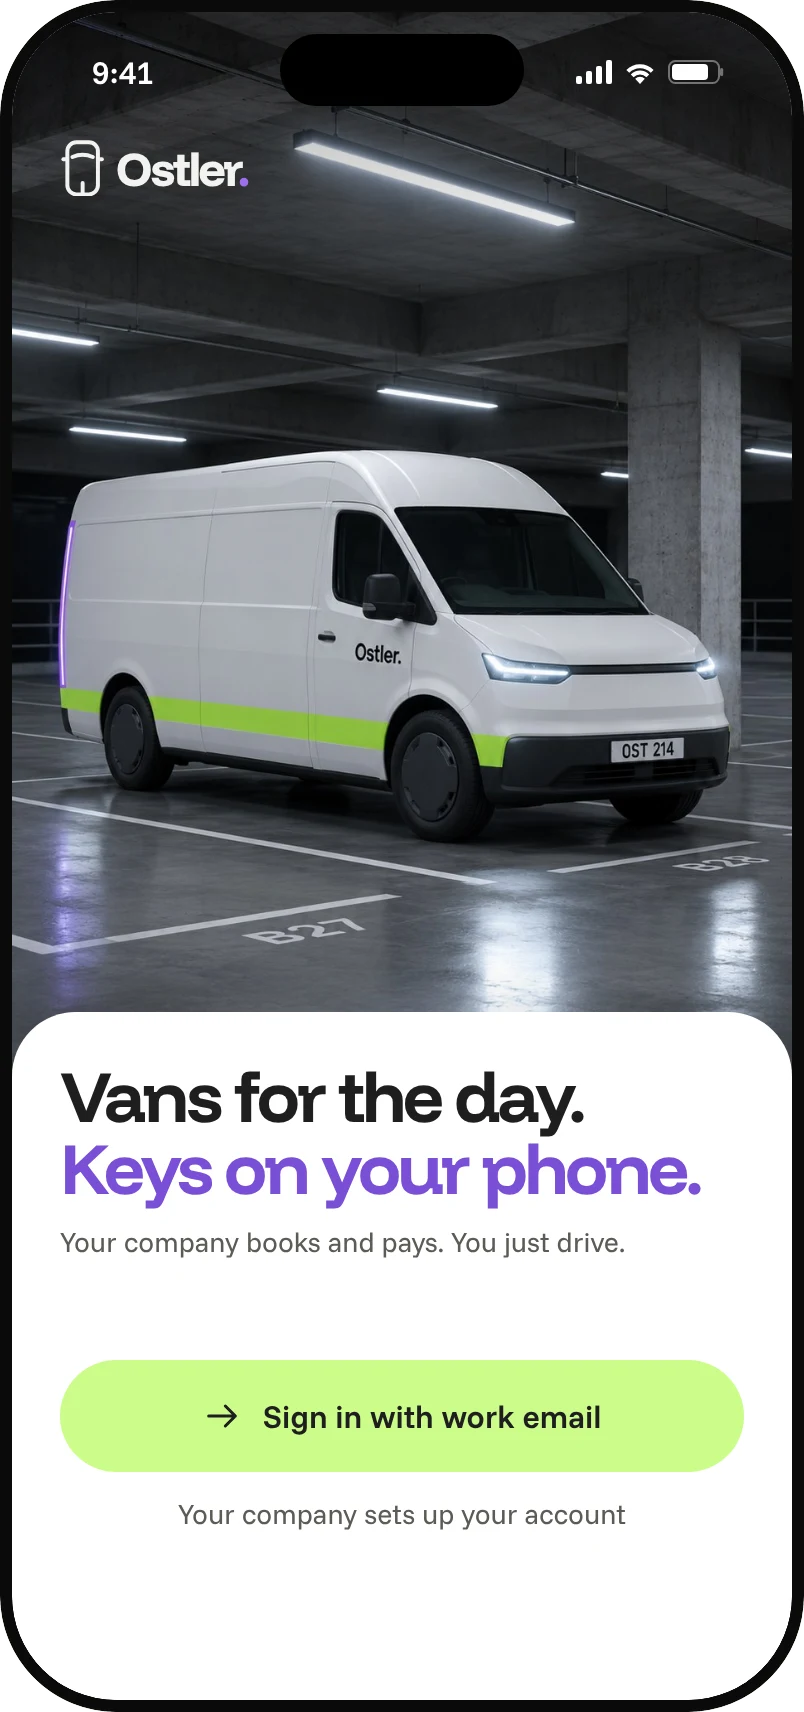 9:41
Ostler.
Ostler.
OST 214
B28
B27
Vans for the day.
Keys on your phone.
Your company books and pays. You just drive.
Sign in with work email
Your company sets up your account